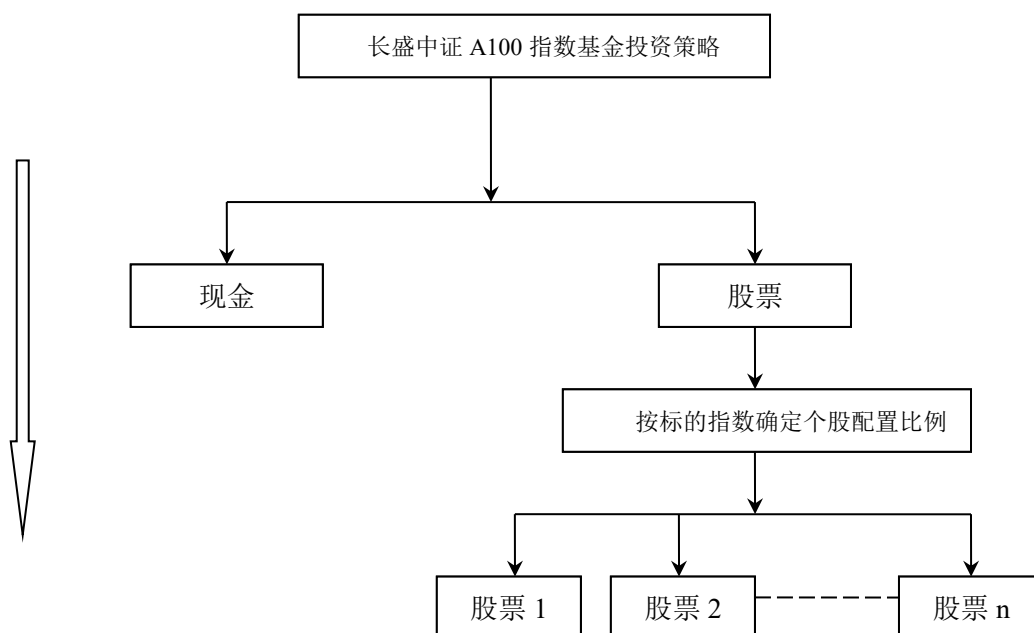 长盛中证 A100 指数基金投资策略
现金
股票
按标的指数确定个股配置比例
股票 1
股票 2
股票 n